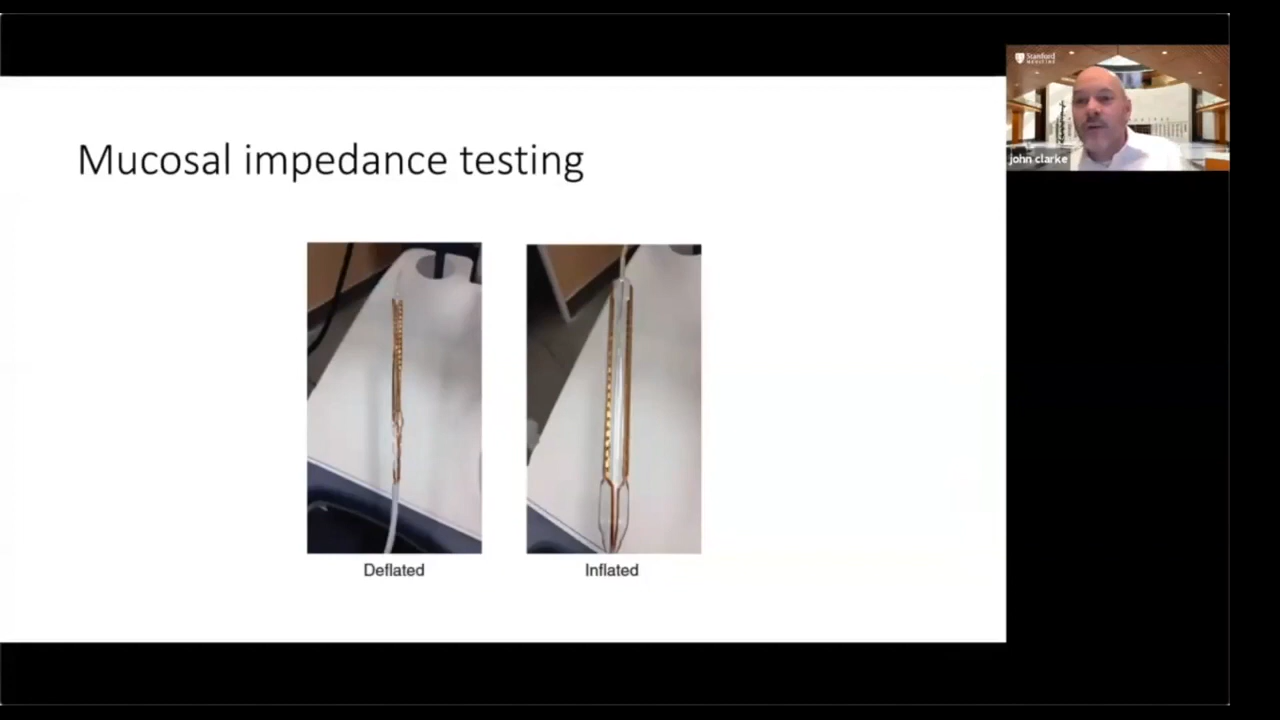 Mucosal impedance testing
Deflated
Inflated
Stanford
MEDICINE
john clarke